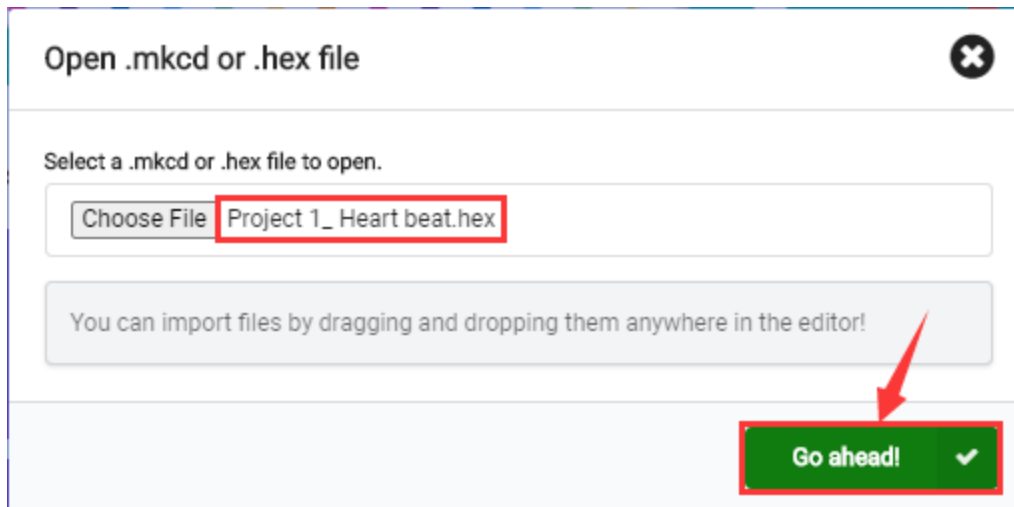 Open .mkcd or .hex file
Select a .mkcd or .hex file to open.
Choose File Project 1_ Heart beat.hex
You can import files by dragging and dropping them anywhere in the editor!
Go ahead!